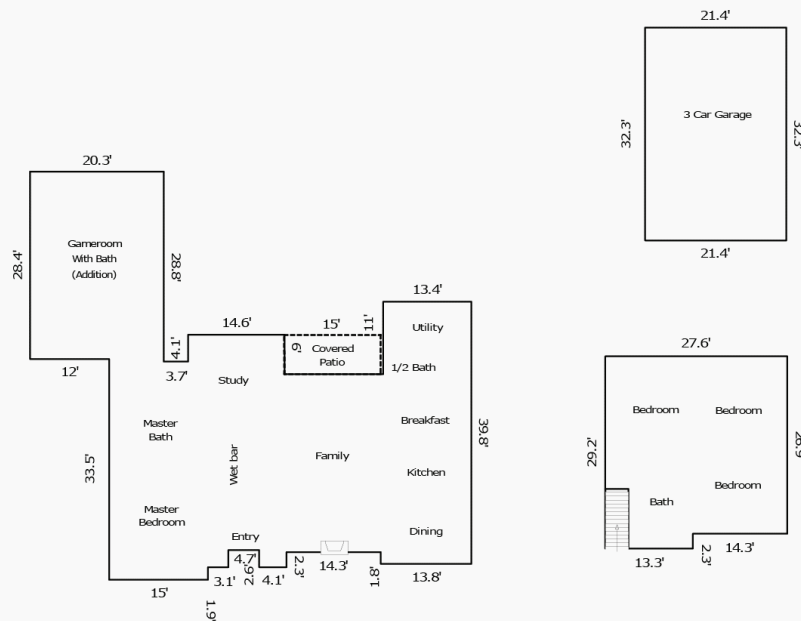 21.4'
32.3'
3 Car Garage
32.3'
21.4'
20.3'
28.4'
Gameroom
With Bath
(Addition)
28.8'
13.4'
14.6'
15'
11'
Utility
6'
Covered
Patio
4.1'
12'
3.7'
1/2 Bath
Study
27.6'
Bedroom
Bedroom
29.2'
26.9'
Master
Bath
Breakfast
39.8'
33.5'
Wet bar
Family
Kitchen
Bedroom
Master
Bedroom
Bath
Entry
Dining
4.7'
2.9'
3.1'
4.1'
2.3'
14.3'
1.8'
13.8'
15'
1.9'
13.3'
2.3'
14.3'